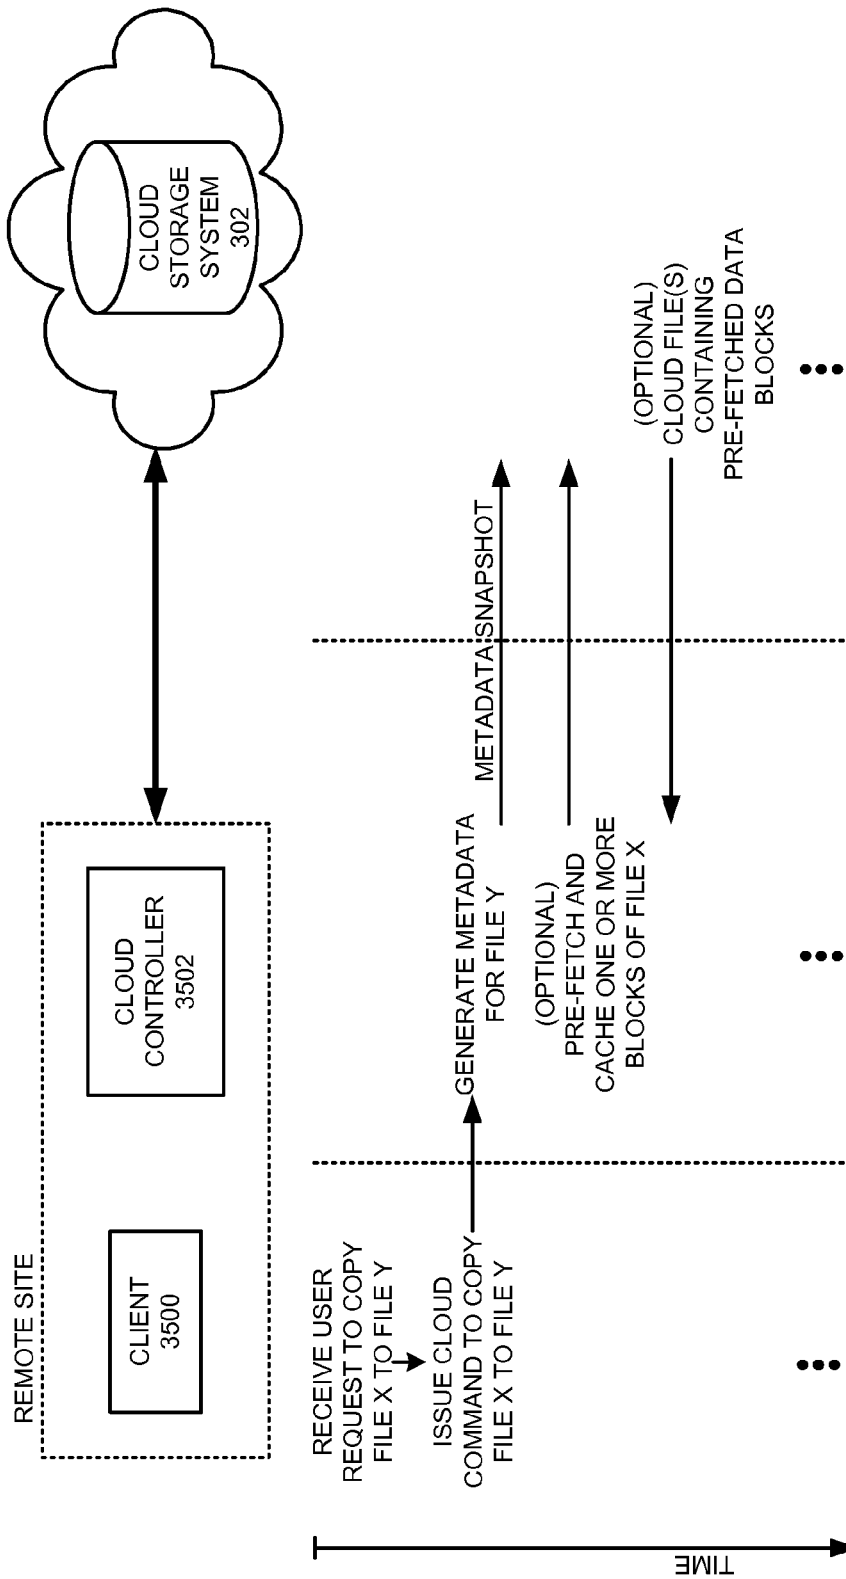 REMOTE SITE
CLIENT
3500
CLOUD
CONTROLLER
3502
CLOUD
STORAGE
SYSTEM
302
RECEIVE USER
REQUEST TO COPY
FILE X TO FILE Y
ISSUE CLOUD
COMMAND TO COPY
FILE X TO FILE Y
GENERATE METADATA
FOR FILE Y
METADATA SNAPSHOT
(OPTIONAL)
PRE-FETCH AND
CACHE ONE OR MORE
BLOCKS OF FILE X
(OPTIONAL)
CLOUD FILE(S)
CONTAINING
PRE-FETCHED DATA
BLOCKS
TIME